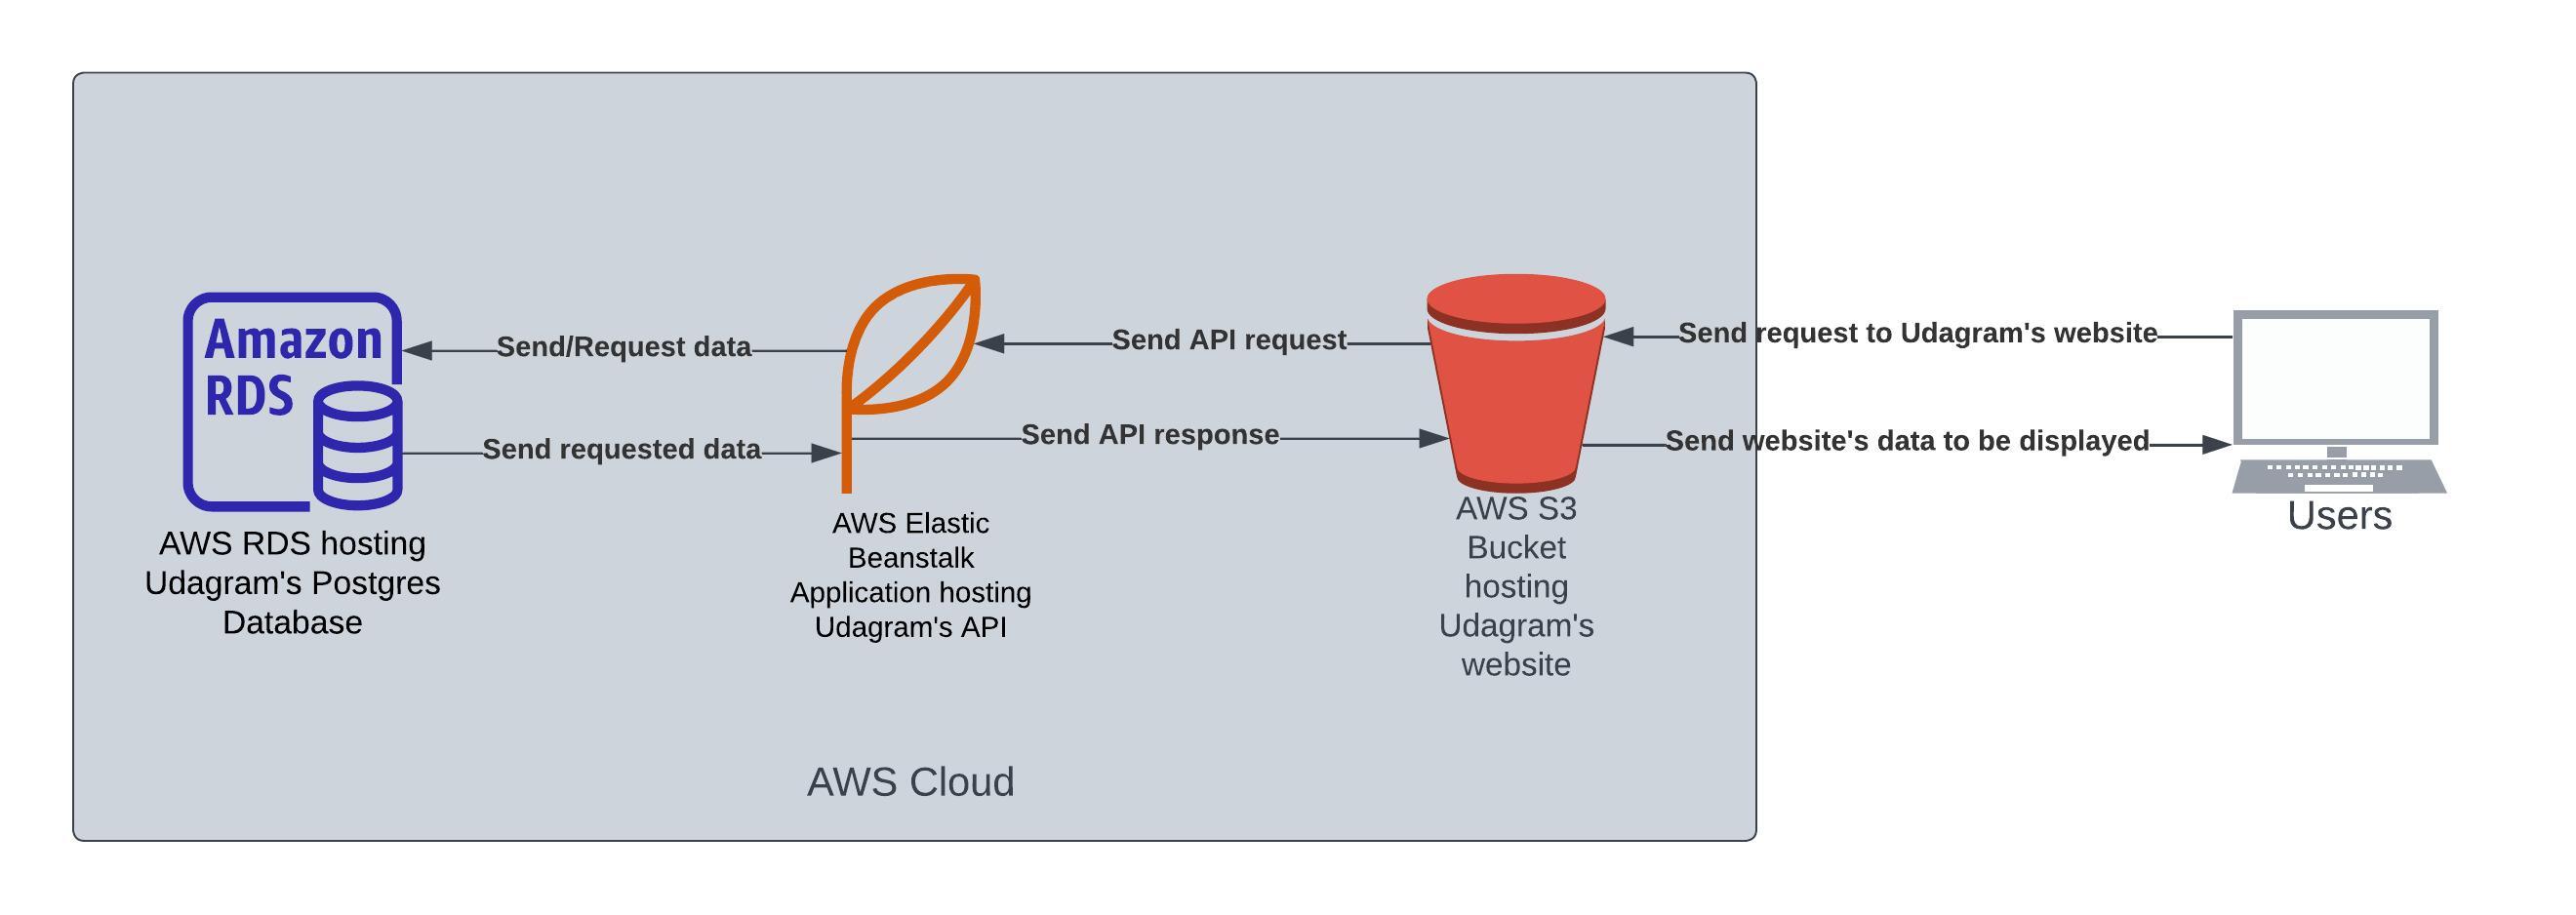 Amazon
RDS
Send/Request data
Send requested data
AWS RDS hosting
Udagram's Postgres
Database
Send API request
Send API response
AWS Elastic
Beanstalk
Application hosting
Udagram's API
Send request to Udagram's website
Send website's data to be displayed
AWS S3
Bucket
hosting
Udagram's
website
Users
AWS Cloud